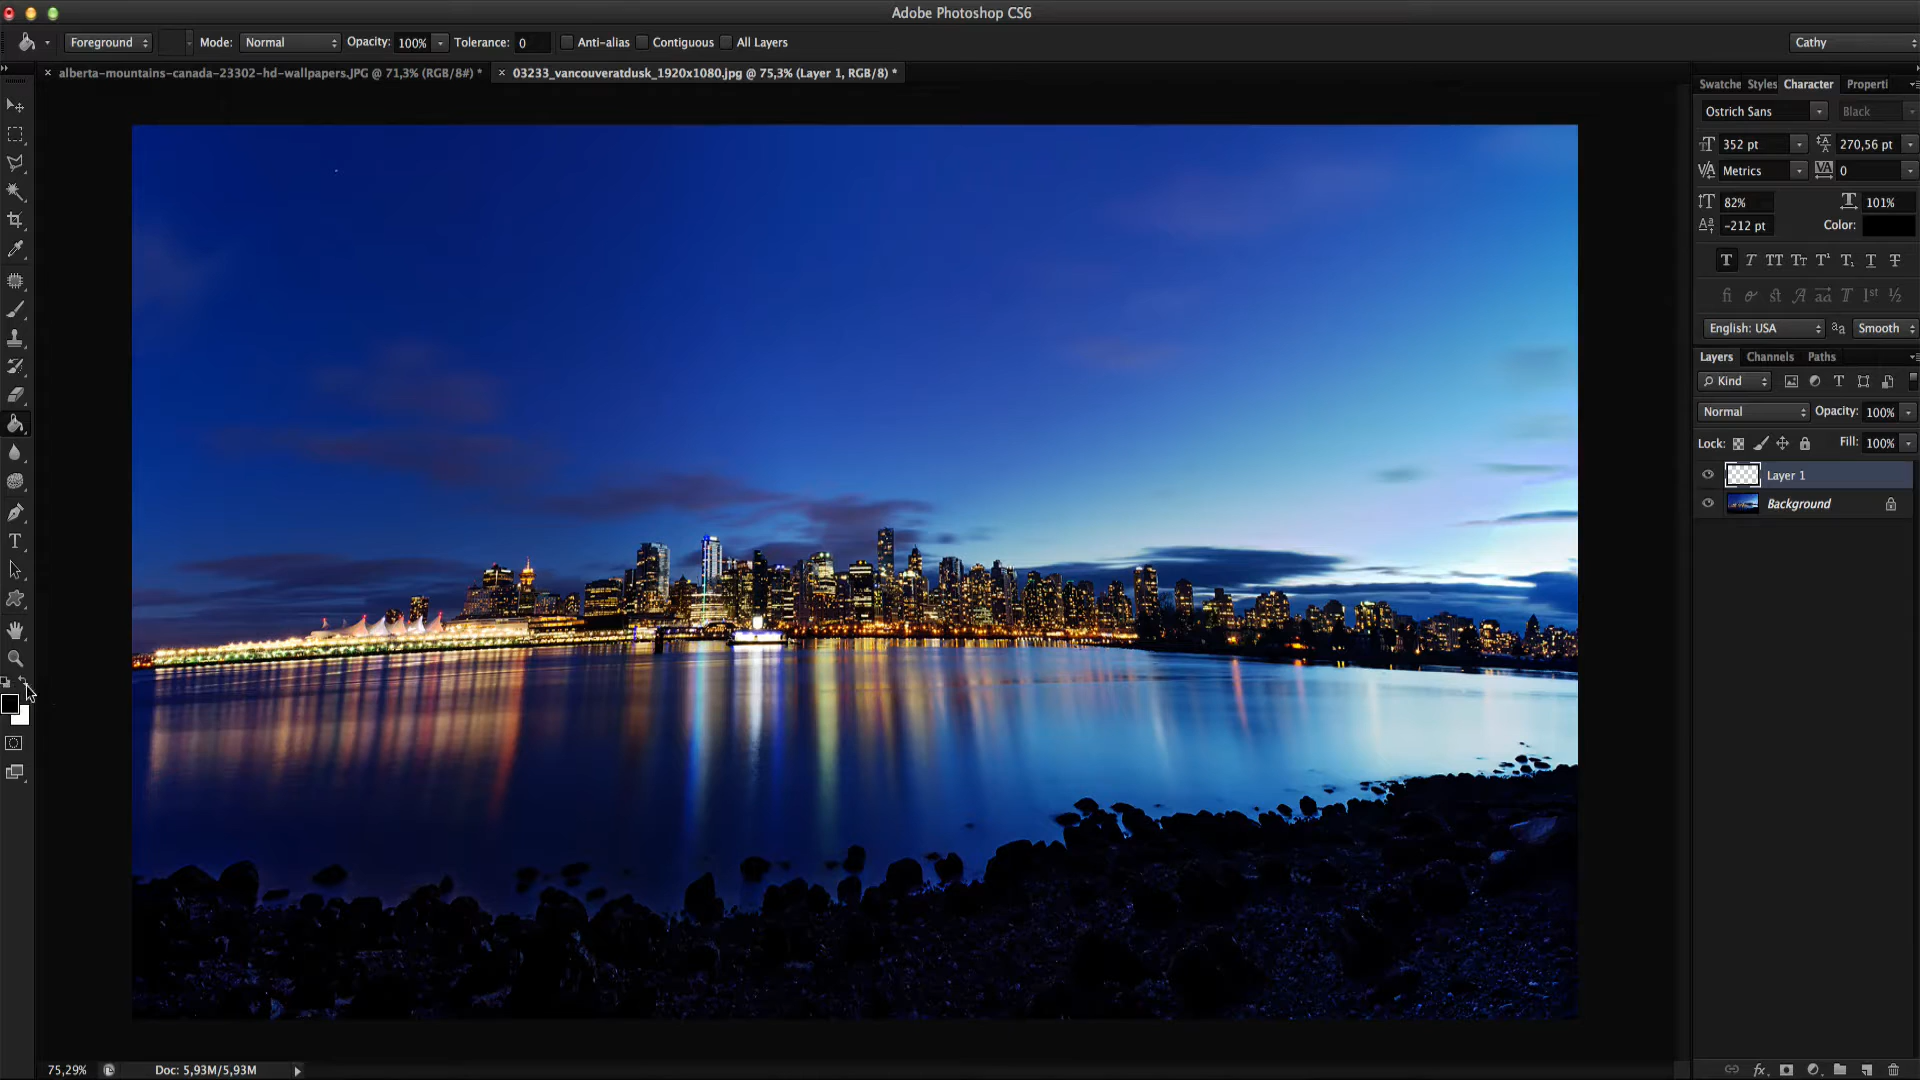 Adobe Photoshop CS6
Foreground Mode: Normal Opacity: 100% Tolerance: 0 Anti-alias Contiguous All Layers Cathy
alberta-mountains-canada-23302-hd-wallpapers.JPG @ 71,3% (RGB/8#) * 03233_vancouveratdusk_1920x1080.jpg @ 75,3% (Layer 1, RGB/8) *
Swatche Styles Character Properti
Ostrich Sans Black
352 pt 270,56 pt
Metrics 0
82% 101%
-212 pt Color:
English: USA Smooth
Layers Channels Paths
Kind
Normal Opacity: 100%
Lock: Fill: 100%
Layer 1
Background
75,29% Doc: 5,93M/5,93M